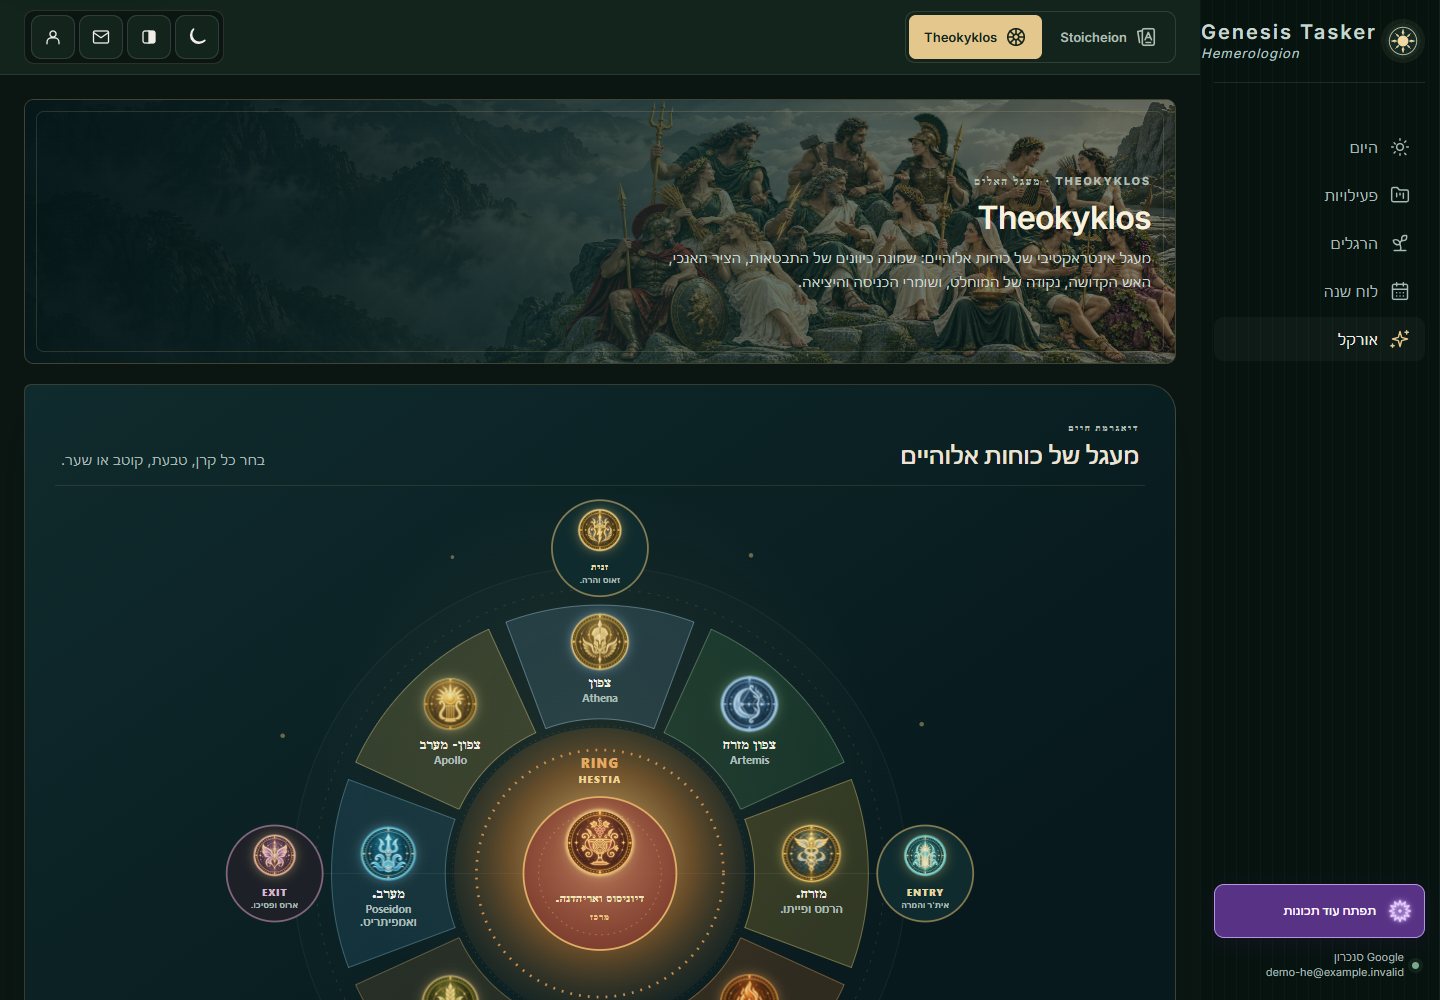 Genesis Tasker
Hemerologion
היום
פעילויות
הרגלים
לוח שנה
אורקל
תפתח עוד תכונות
סנכרון Google
demo-he@example.invalid
Stoicheion
Theokyklos
THEOKYKLOS · מעגל האלים
Theokyklos
מעגל אינטראקטיבי של כוחות אלוהיים: שמונה כיוונים של התבטאות, הציר האנכי,
האש הקדושה, נקודה של המוחלט, ושומרי הכניסה והיציאה.
דיאגרמת חיים
מעגל של כוחות אלוהיים
בחר כל קרן, טבעת, קוטב או שער.
זנית
זאוס והרה.
צפון
Athena
צפון מזרח
Artemis
צפון- מערב
Apollo
RING
HESTIA
דיוניסוס ואריהדנה.
מרכז
מזרח.
הרמס ופייתו.
ENTRY
אית'ר והמרה
מערב.
Poseidon
ואמפיתריט.
EXIT
ארוס ופסיכו.